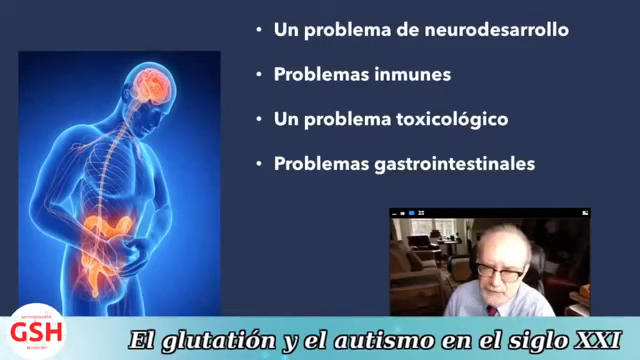 • Un problema de neurodesarrollo
• Problemas inmunes
• Un problema toxicológico
• Problemas gastrointestinales
GSH
El glutatión y el autismo en el siglo XXI